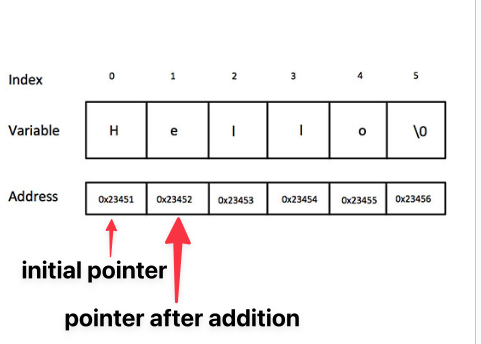 Index 0 1 2 3 4 5
Variable H e l l o \0
Address 0x23451 0x23452 0x23453 0x23454 0x23455 0x23456
initial pointer
pointer after addition